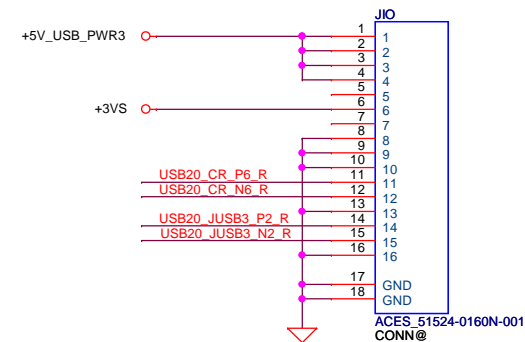 JIO
+5V_USB_PWR3
1 1
2 2
3 3
4 4
5 5
+3VS
6 6
7 7
8 8
9 9
10 10
USB20_CR_P6_R 11 11
USB20_CR_N6_R 12 12
13 13
USB20_JUSB3_P2_R 14 14
USB20_JUSB3_N2_R 15 15
16 16
17 GND
18 GND
ACES_51524-0160N-001
CONN@